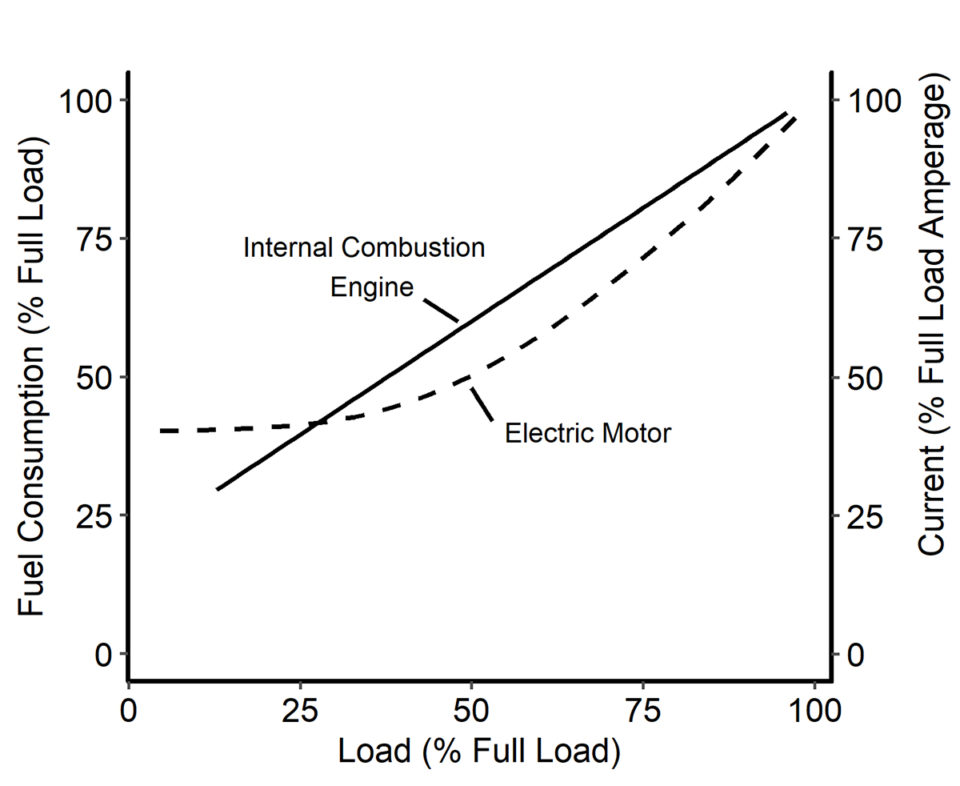 Fuel Consumption (% Full Load)
100
75
50
25
0
Internal Combustion
Engine
Electric Motor
100
75
50
25
0
Current (% Full Load Amperage)
0
25
50
75
100
Load (% Full Load)